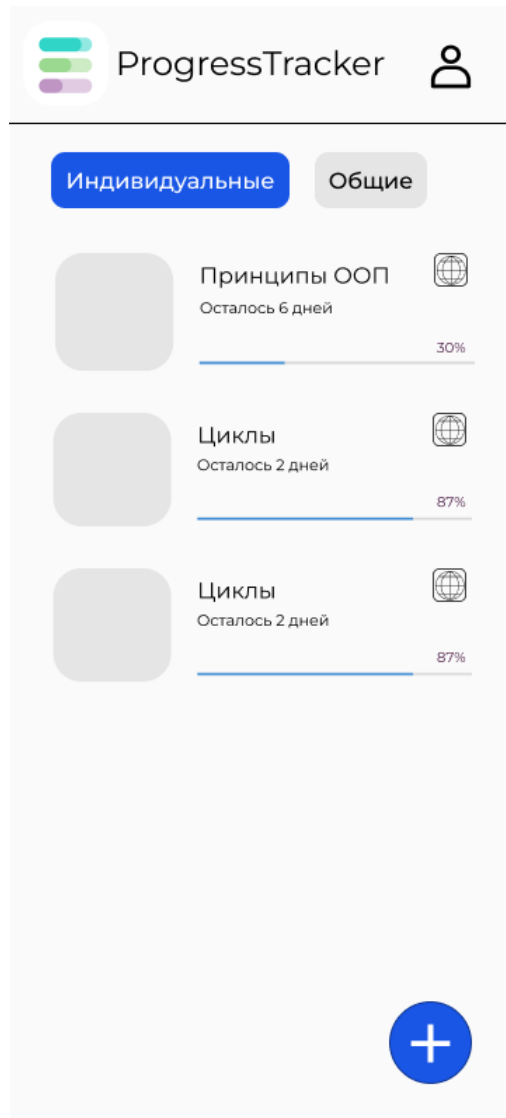 ProgressTracker
Индивидуальные
Общие
Принципы ООП
Осталось 6 дней
30%
Циклы
Осталось 2 дней
87%
Циклы
Осталось 2 дней
87%